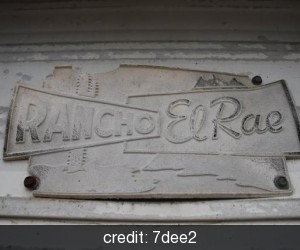 RANCHO El Rae
credit: 7dee2